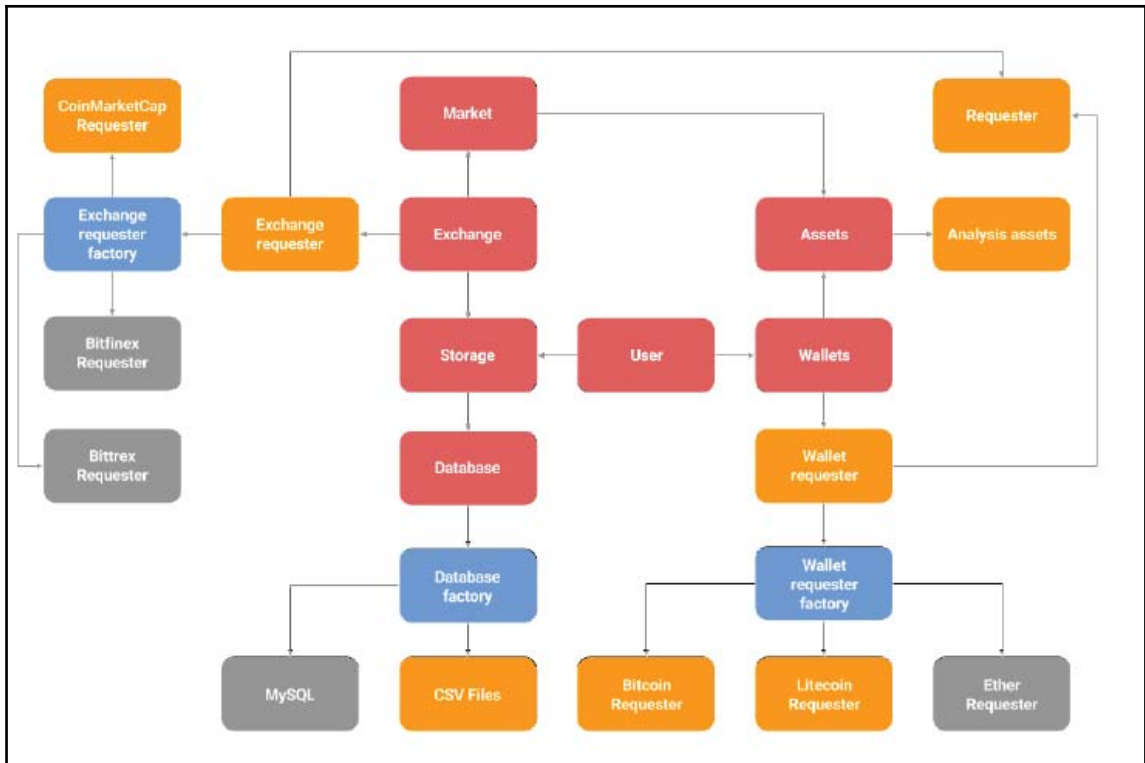 CoinMarketCap
Requester
Market
Requester
Exchange
requester
factory
Exchange
requester
Exchange
Assets
Analysis assets
Bitfinex
Requester
Storage
User
Wallets
Bittrex
Requester
Database
Wallet
requester
Database
factory
Wallet
requester
factory
MySQL
CSV Files
Bitcoin
Requester
Litecoin
Requester
Ether
Requester